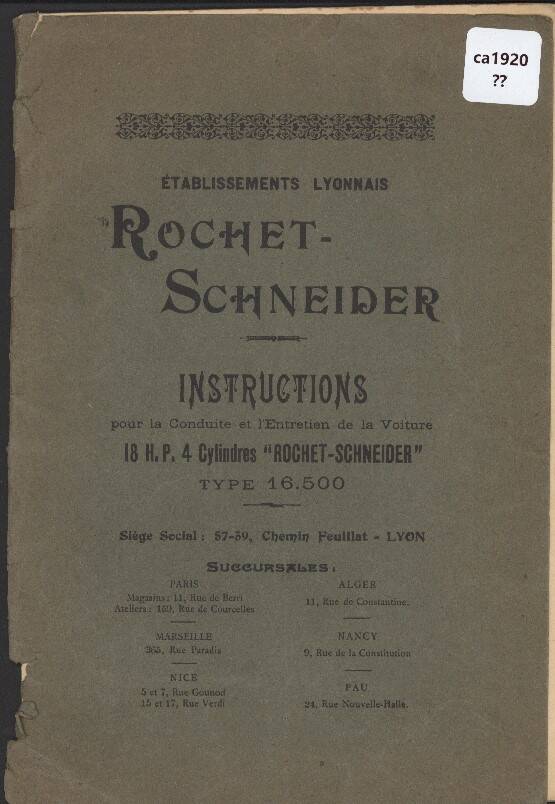 ca1920
??
ÉTABLISSEMENTS LYONNAIS
ROCHET-
SCHNEIDER
INSTRUCTIONS
pour la Conduite et l'Entretien de la Voiture
18 H. P. 4 Cylindres "ROCHET-SCHNEIDER"
TYPE 16.500
Siège Social : 57-59, Chemin Feuillat - LYON
SUCCURSALES :
PARIS
Magasins : 11, Rue de Berri
Ateliers : 169, Rue de Courcelles
MARSEILLE
365, Rue Paradis
NICE
5 et 7, Rue Gounod
15 et 17, Rue Verdi
ALGER
11, Rue de Constantine.
NANCY
9, Rue de la Constitution
PAU
24, Rue Nouvelle-Halle.